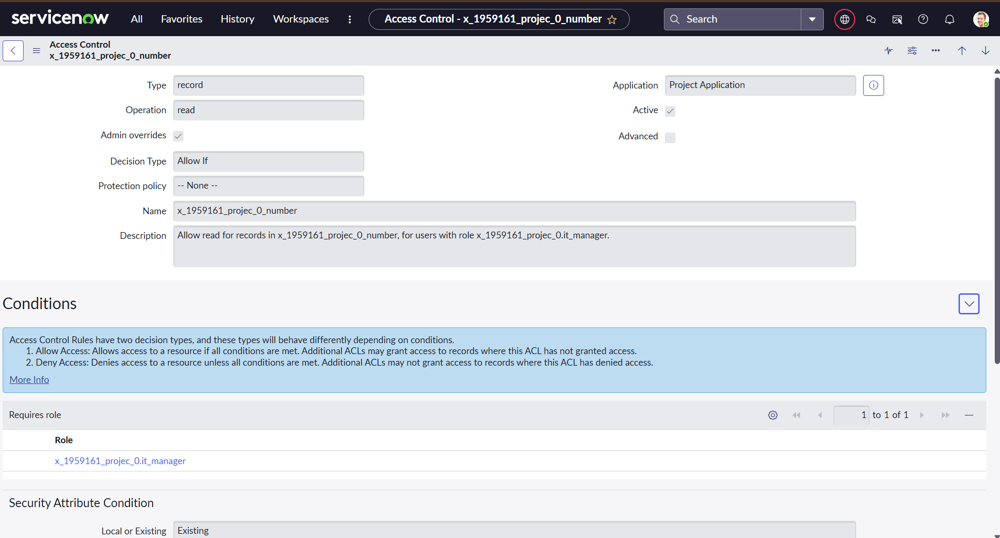 servicenow All Favorites History Workspaces Access Control - x_1959161_projec_0_number Search
Access Control
x_1959161_projec_0_number
Type record Application Project Application
Operation read Active
Admin overrides Advanced
Decision Type Allow If
Protection policy -- None --
Name x_1959161_projec_0_number
Description Allow read for records in x_1959161_projec_0_number, for users with role x_1959161_projec_0.it_manager.
Conditions
Access Control Rules have two decision types, and these types will behave differently depending on conditions.
1. Allow Access: Allows access to a resource if all conditions are met. Additional ACLs may grant access to records where this ACL has not granted access.
2. Deny Access: Denies access to a resource unless all conditions are met. Additional ACLs may not grant access to records where this ACL has denied access.
More Info
Requires role 1 to 1 of 1
Role
x_1959161_projec_0.it_manager
Security Attribute Condition
Local or Existing Existing